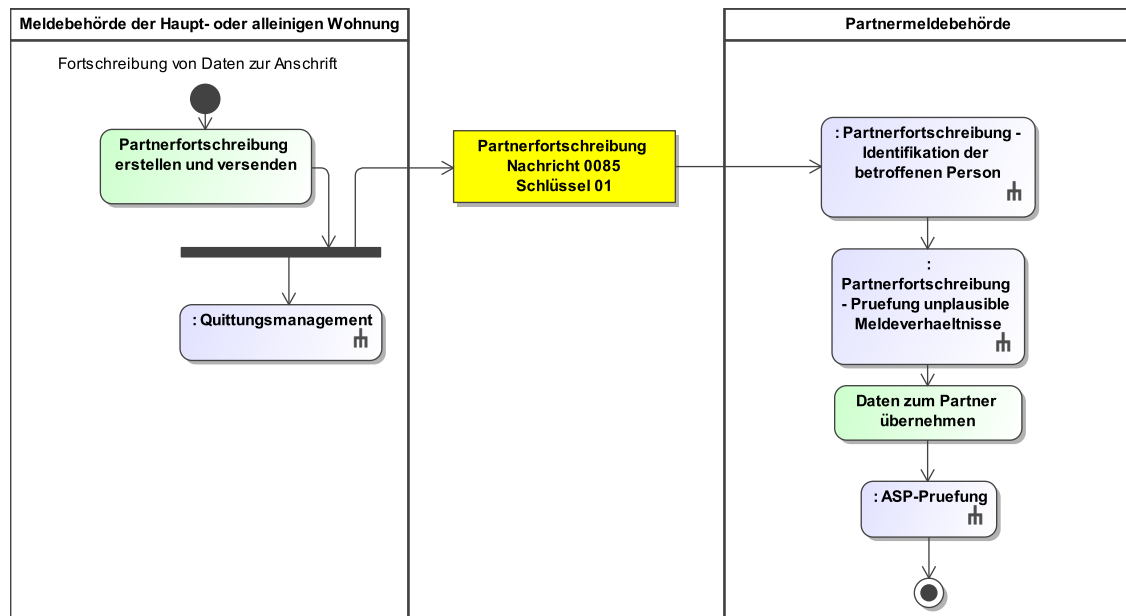 Meldebehörde der Haupt- oder alleinigen Wohnung
Fortschreibung von Daten zur Anschrift
Partnerfortschreibung
erstellen und versenden
: Quittungsmanagement
Partnerfortschreibung
Nachricht 0085
Schlüssel 01
Partnermeldebehörde
: Partnerfortschreibung -
Identifikation der
betroffenen Person
:
Partnerfortschreibung
- Pruefung unplausible
Meldeverhaeltnisse
Daten zum Partner
übernehmen
: ASP-Pruefung